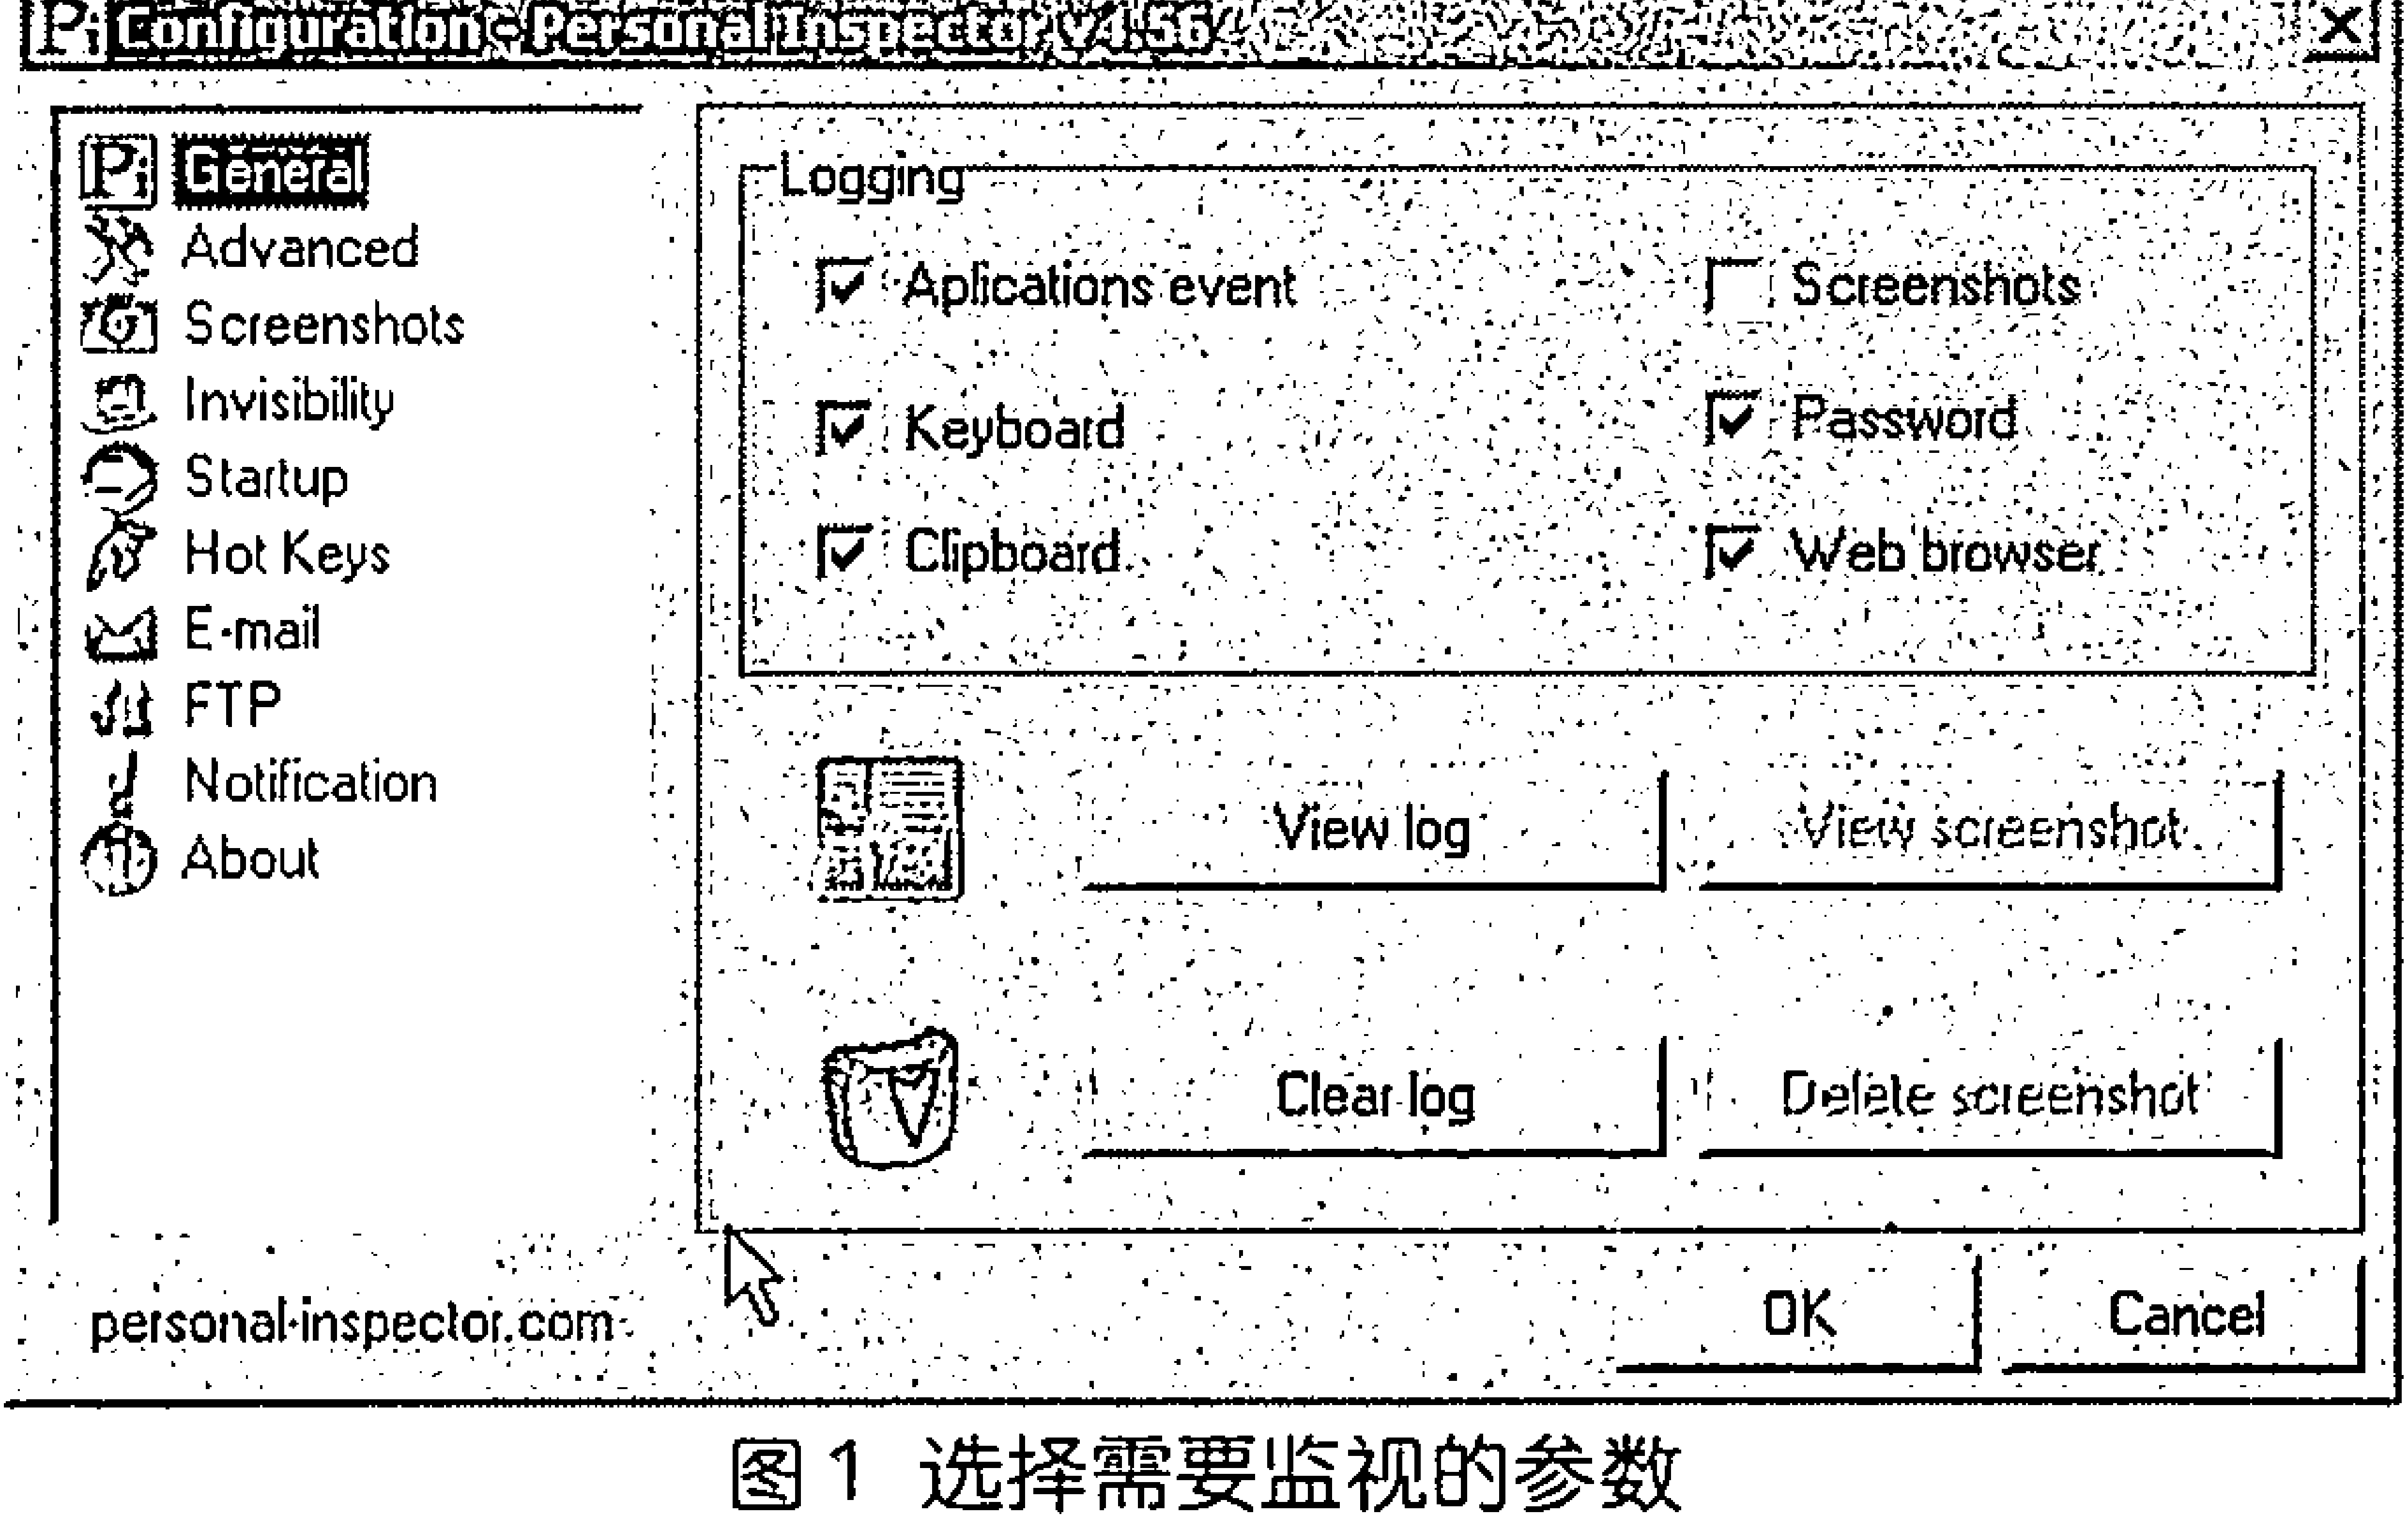 Configuration - Personal Inspector v4.56
General
Advanced
Screenshots
Invisibility
Startup
Hot Keys
E-mail
FTP
Notification
About
Logging
Aplications event
Screenshots
Keyboard
Password
Clipboard
Web browser
View log
View screenshot
Clear log
Delete screenshot
personal-inspector.com
OK
Cancel
图 1 选择需要监视的参数